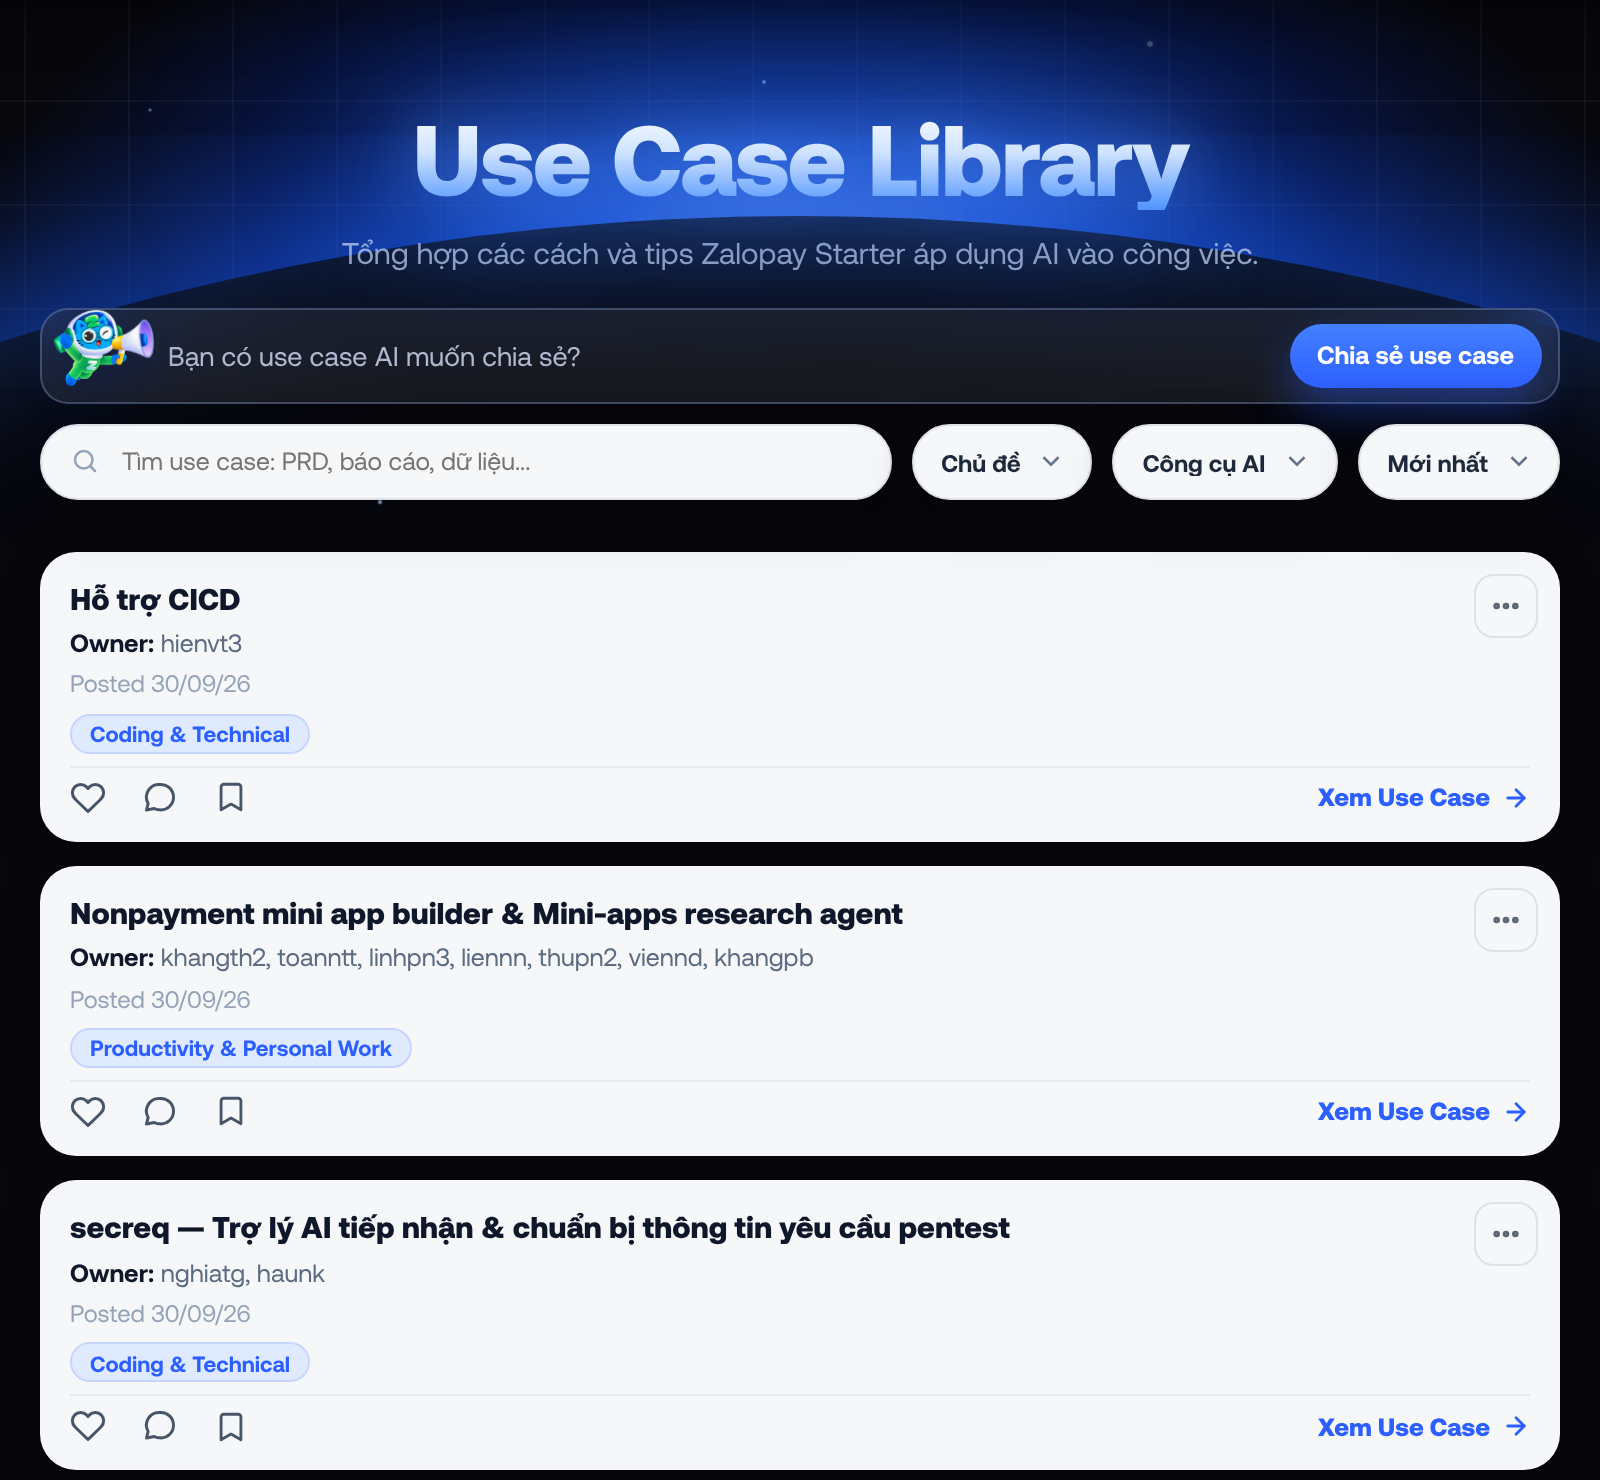 Use Case Library
Tổng hợp các cách và tips Zalopay Starter áp dụng AI vào công việc.
Bạn có use case AI muốn chia sẻ?
Chia sẻ use case
Tìm use case: PRD, báo cáo, dữ liệu...
Chủ đề
Công cụ AI
Mới nhất
Hỗ trợ CICD
Owner: hienvt3
Posted 30/09/26
Coding & Technical
Xem Use Case
Nonpayment mini app builder & Mini-apps research agent
Owner: khangth2, toanntt, linhpn3, liennn, thupn2, viennd, khangpb
Posted 30/09/26
Productivity & Personal Work
Xem Use Case
secreq — Trợ lý AI tiếp nhận & chuẩn bị thông tin yêu cầu pentest
Owner: nghiatg, haunk
Posted 30/09/26
Coding & Technical
Xem Use Case